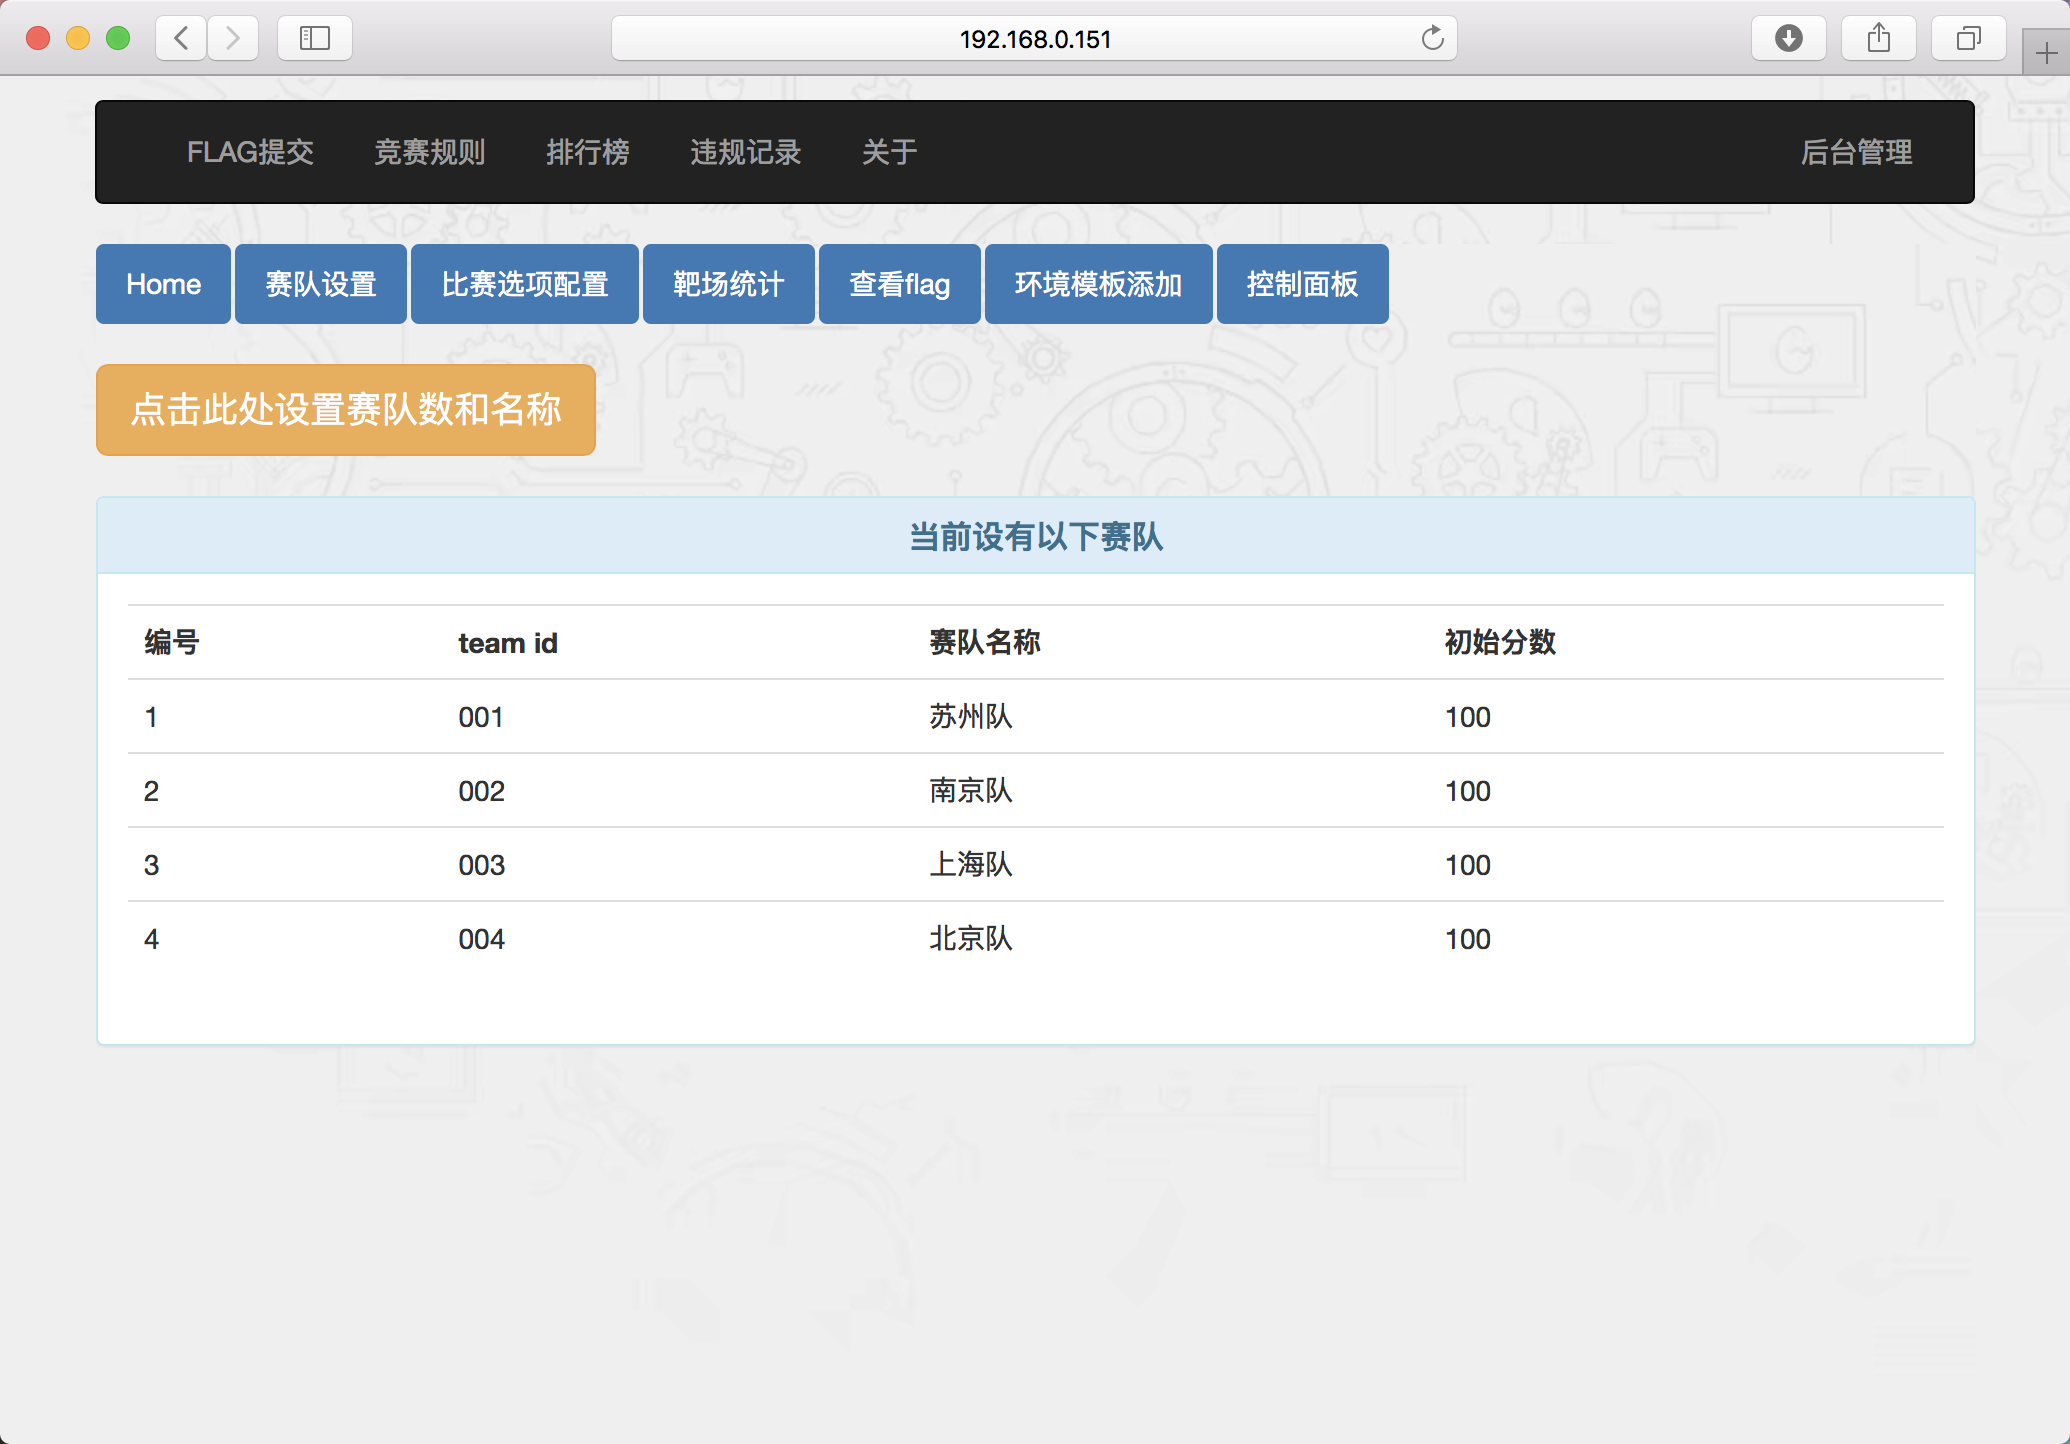 192.168.0.151
FLAG提交 竞赛规则 排行榜 违规记录 关于 后台管理
Home 赛队设置 比赛选项配置 靶场统计 查看flag 环境模板添加 控制面板
点击此处设置赛队数和名称
当前设有以下赛队
编号 team id 赛队名称 初始分数
1 001 苏州队 100
2 002 南京队 100
3 003 上海队 100
4 004 北京队 100